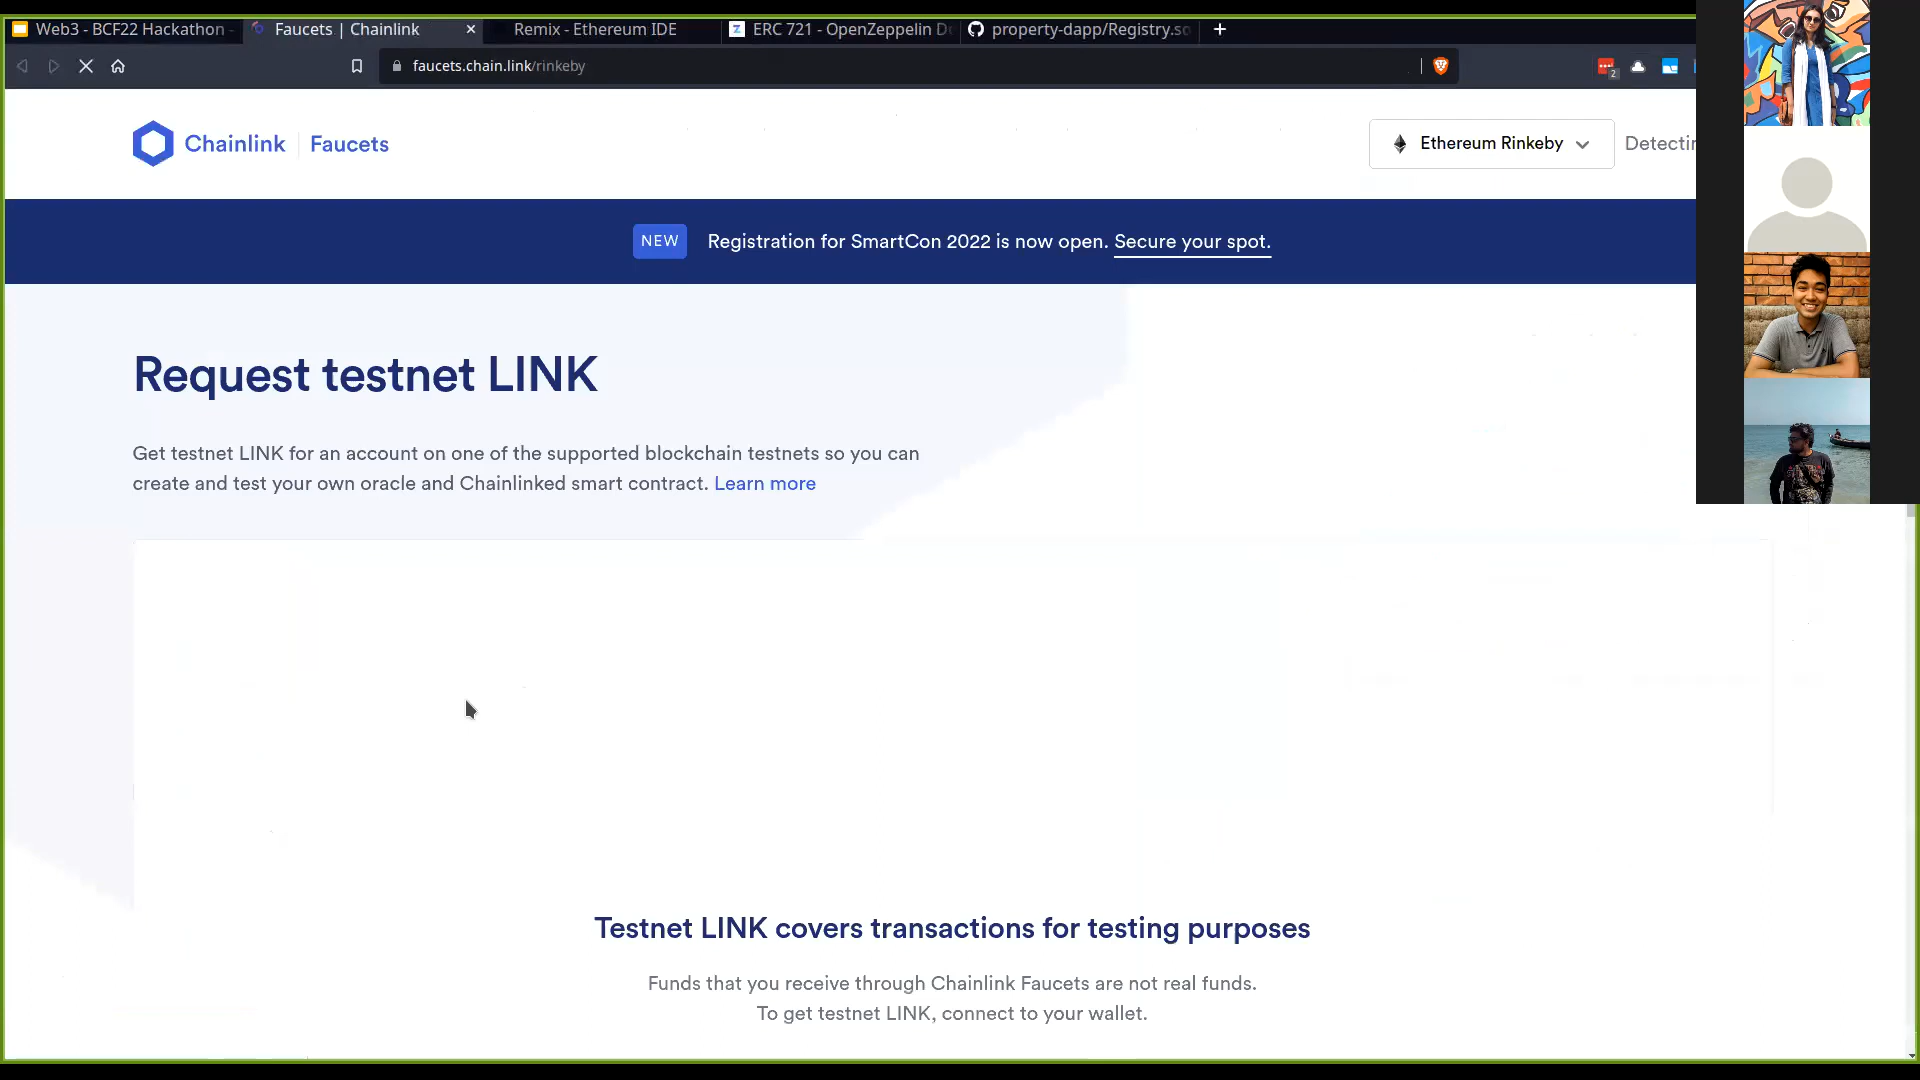 Web3 - BCF22 Hackathon -
Faucets | Chainlink
Remix - Ethereum IDE
ERC 721 - OpenZeppelin D
property-dapp/Registry.so
faucets.chain.link/rinkeby
2
Chainlink | Faucets
Ethereum Rinkeby
Detectin
NEW
Registration for SmartCon 2022 is now open. Secure your spot.
Request testnet LINK
Get testnet LINK for an account on one of the supported blockchain testnets so you can
create and test your own oracle and Chainlinked smart contract. Learn more
Testnet LINK covers transactions for testing purposes
Funds that you receive through Chainlink Faucets are not real funds.
To get testnet LINK, connect to your wallet.